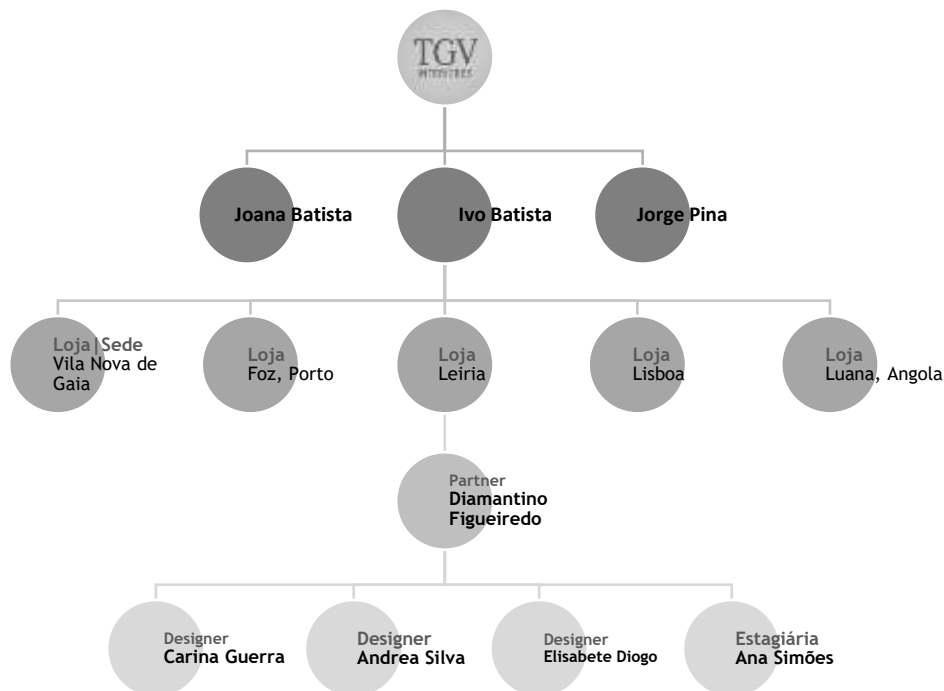 TGV
INTERIORES
Joana Batista
Ivo Batista
Jorge Pina
Loja|Sede
Vila Nova de
Gaia
Loja
Foz, Porto
Loja
Leiria
Loja
Lisboa
Loja
Luana, Angola
Partner
Diamantino
Figueiredo
Designer
Carina Guerra
Designer
Andrea Silva
Designer
Elisabete Diogo
Estagiária
Ana Simões